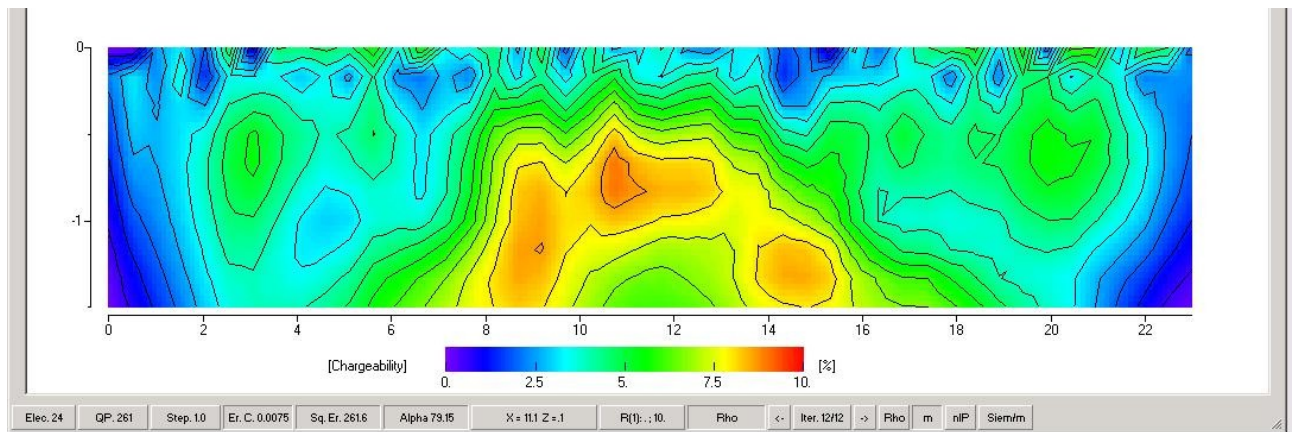 0
-1
0 2 4 6 8 10 12 14 16 18 20 22
[Chargeability] [%]
0. 2.5 5. 7.5 10.
Elec. 24 QP. 261 Step. 1.0 Er. C. 0.0075 Sq. Er. 261.6 Alpha 79.15 X = 11.1 Z = .1 R(1): . ; 10. Rho <- Iter. 12/12 -> Rho m nIP Siem/m